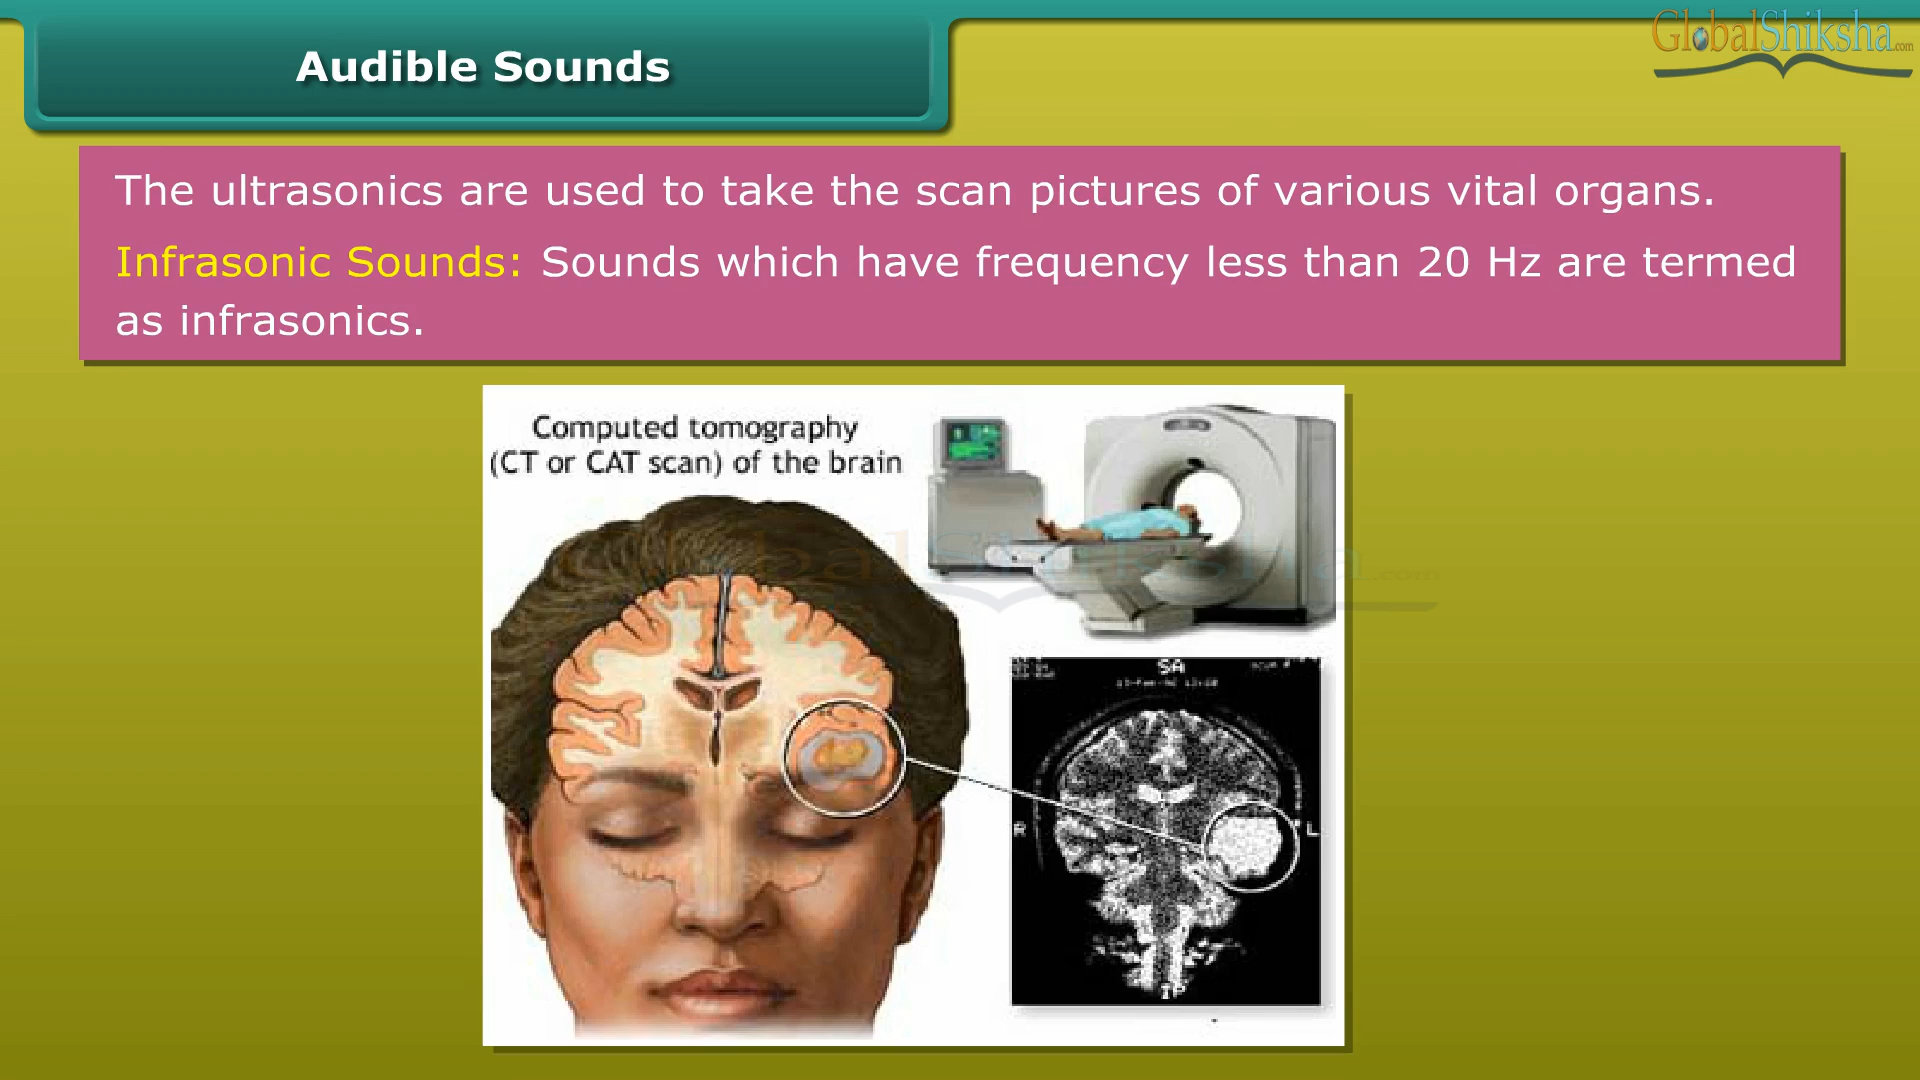 Audible Sounds
GlobalShiksha.com
The ultrasonics are used to take the scan pictures of various vital organs.
Infrasonic Sounds: Sounds which have frequency less than 20 Hz are termed
as infrasonics.
Computed tomography
(CT or CAT scan) of the brain
SA
R
L
IP